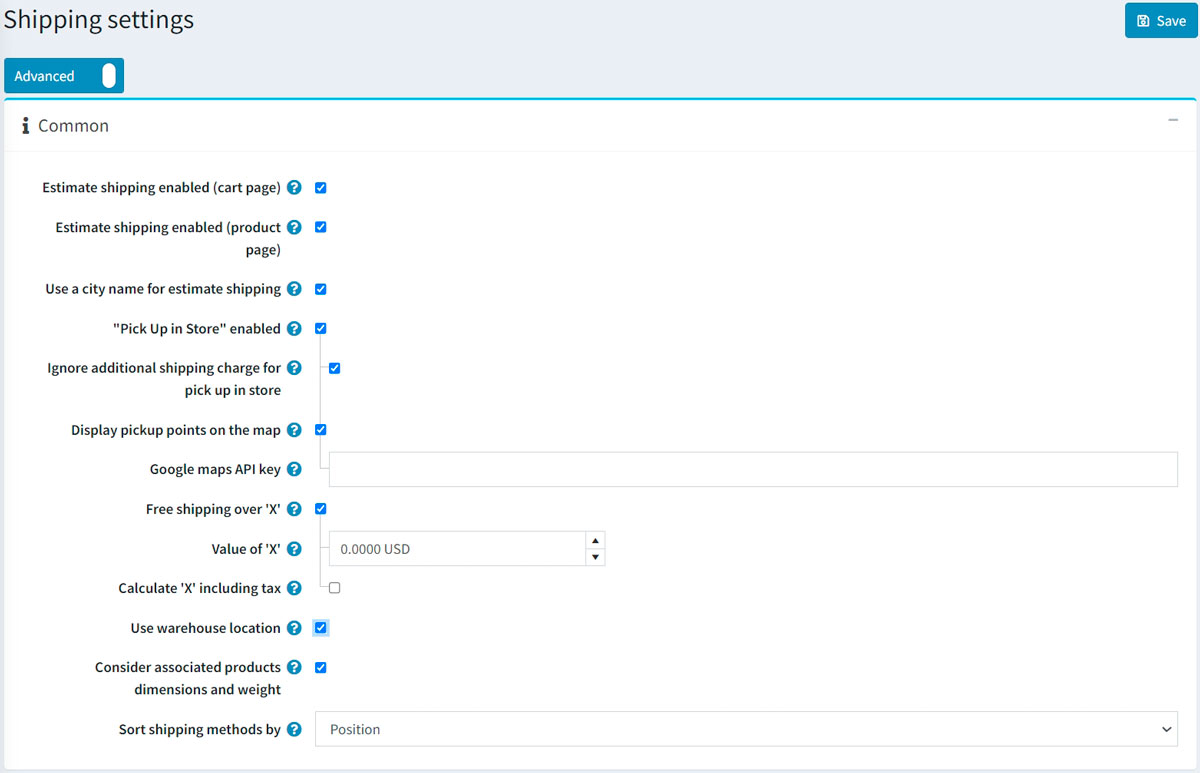 Shipping settings
Save
Advanced
Common
Estimate shipping enabled (cart page)
Estimate shipping enabled (product
page)
Use a city name for estimate shipping
"Pick Up in Store" enabled
Ignore additional shipping charge for
pick up in store
Display pickup points on the map
Google maps API key
Free shipping over 'X'
Value of 'X'
0.0000 USD
Calculate 'X' including tax
Use warehouse location
Consider associated products
dimensions and weight
Sort shipping methods by
Position